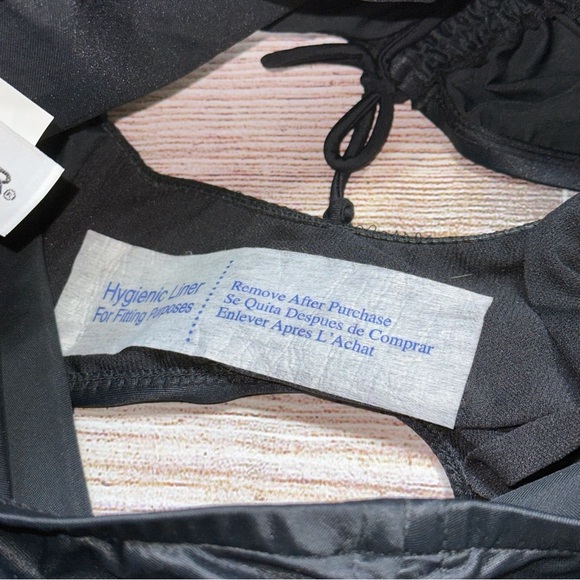 Hygienic Liner
For Fitting Purposes
Remove After Purchase
Se Quita Despues de Comprar
Enlever Apres L'Achat